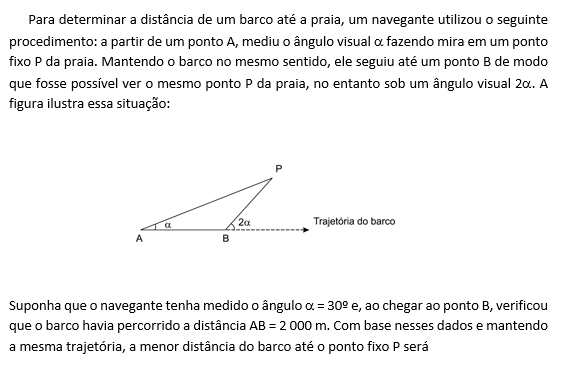 Para determinar a distância de um barco até a praia, um navegante utilizou o seguinte
procedimento: a partir de um ponto A, mediu o ângulo visual α fazendo mira em um ponto
fixo P da praia. Mantendo o barco no mesmo sentido, ele seguiu até um ponto B de modo
que fosse possível ver o mesmo ponto P da praia, no entanto sob um ângulo visual 2α. A
figura ilustra essa situação:
P
α
2α
Trajetória do barco
A
B
Suponha que o navegante tenha medido o ângulo α = 30º e, ao chegar ao ponto B, verificou
que o barco havia percorrido a distância AB = 2 000 m. Com base nesses dados e mantendo
a mesma trajetória, a menor distância do barco até o ponto fixo P será